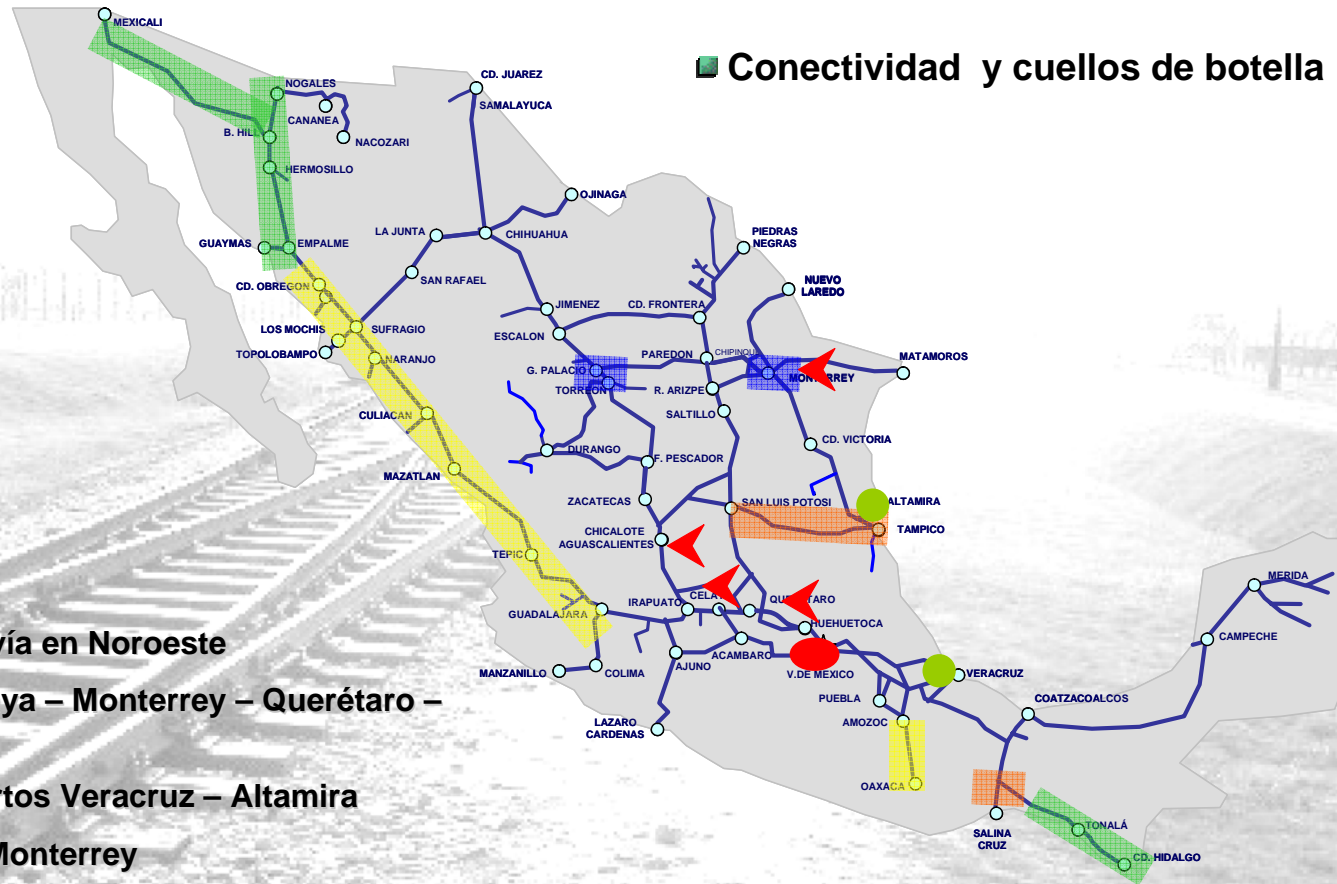 MEXICALI
Conectividad y cuellos de botella
CD. JUAREZ
NOGALES
SAMALAYUCA
CANANEA
B. HILL
NACOZARI
HERMOSILLO
OJINAGA
LA JUNTA
CHIHUAHUA
PIEDRAS
NEGRAS
GUAYMAS
EMPALME
SAN RAFAEL
CD. OBREGON
NUEVO
LAREDO
JIMENEZ
CD. FRONTERA
LOS MOCHIS
SUFRAGIO
ESCALON
TOPOLOBAMPO
NARANJO
PAREDON
CHIPINQUE
MATAMOROS
G. PALACIO
MONTERREY
TORREON
R. ARIZPE
SALTILLO
CULIACAN
CD. VICTORIA
DURANGO
F. PESCADOR
MAZATLAN
ZACATECAS
SAN LUIS POTOSI
ALTAMIRA
TAMPICO
CHICALOTE
AGUASCALIENTES
TEPIC
MERIDA
IRAPUATO
CELAYA
QUERETARO
GUADALAJARA
HUEHUETOCA
A
CAMPECHE
vía en Noroeste
ACAMBARO
V.DE MEXICO
AJUNO
MANZANILLO
COLIMA
VERACRUZ
PUEBLA
COATZACOALCOS
ya – Monterrey – Querétaro –
AMOZOC
LAZARO
CARDENAS
OAXACA
rtos Veracruz – Altamira
TONALÁ
SALINA
CRUZ
Monterrey
CD. HIDALGO